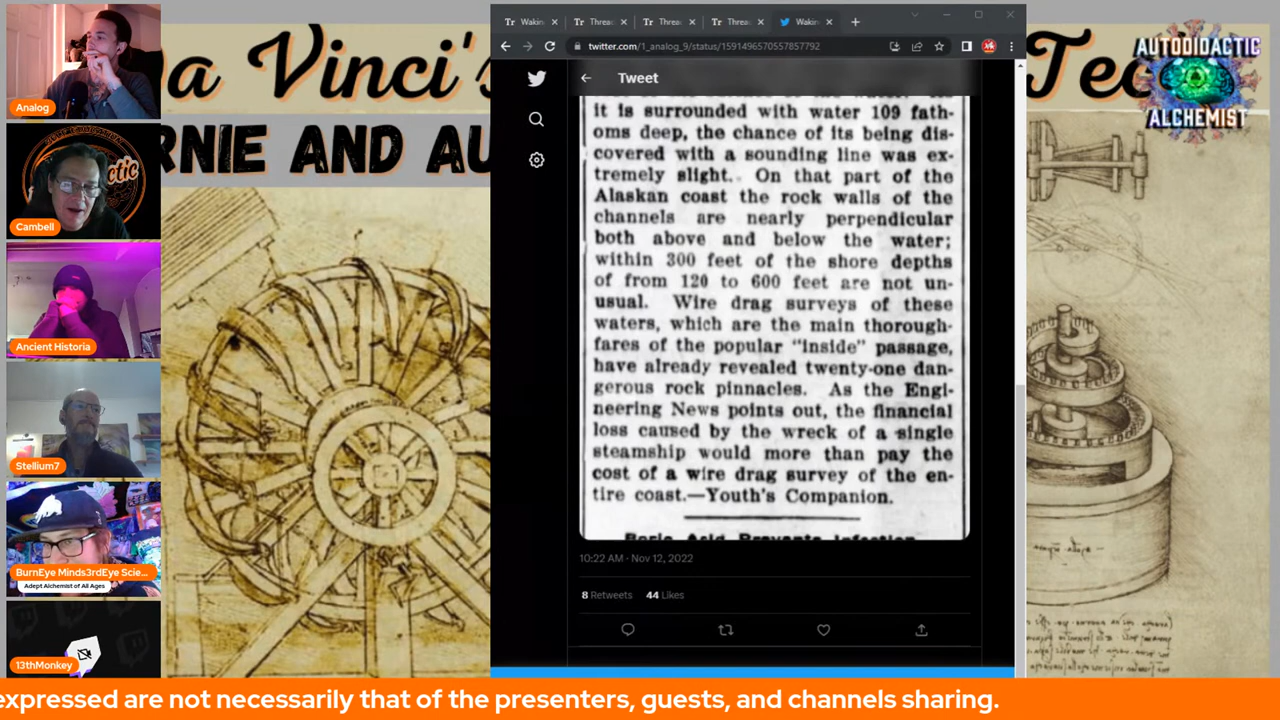 a Vinci's
Tec
RNIE AND AU
AUTODIDACTIC
ALCHEMIST
Analog
Cambell
Ancient Historia
Stellium7
BurnEye Minds3rdEye Scie...
Adept Alchemist of All Ages
13thMonkey
Wakin
Threa
Threa
Threa
Wakin
twitter.com/1_analog_9/status/1591496570557857792
Tweet
it is surrounded with water 109 fath-
oms deep, the chance of its being dis-
covered with a sounding line was ex-
tremely slight. On that part of the
Alaskan coast the rock walls of the
channels are nearly perpendicular
both above and below the water;
within 300 feet of the shore depths
of from 120 to 600 feet are not un-
usual. Wire drag surveys of these
waters, which are the main thorough-
fares of the popular "inside" passage,
have already revealed twenty-one dan-
gerous rock pinnacles. As the Engi-
neering News points out, the financial
loss caused by the wreck of a single
steamship would more than pay the
cost of a wire drag survey of the en-
tire coast.—Youth's Companion.
10:22 AM · Nov 12, 2022
8 Retweets 44 Likes
expressed are not necessarily that of the presenters, guests, and channels sharing.